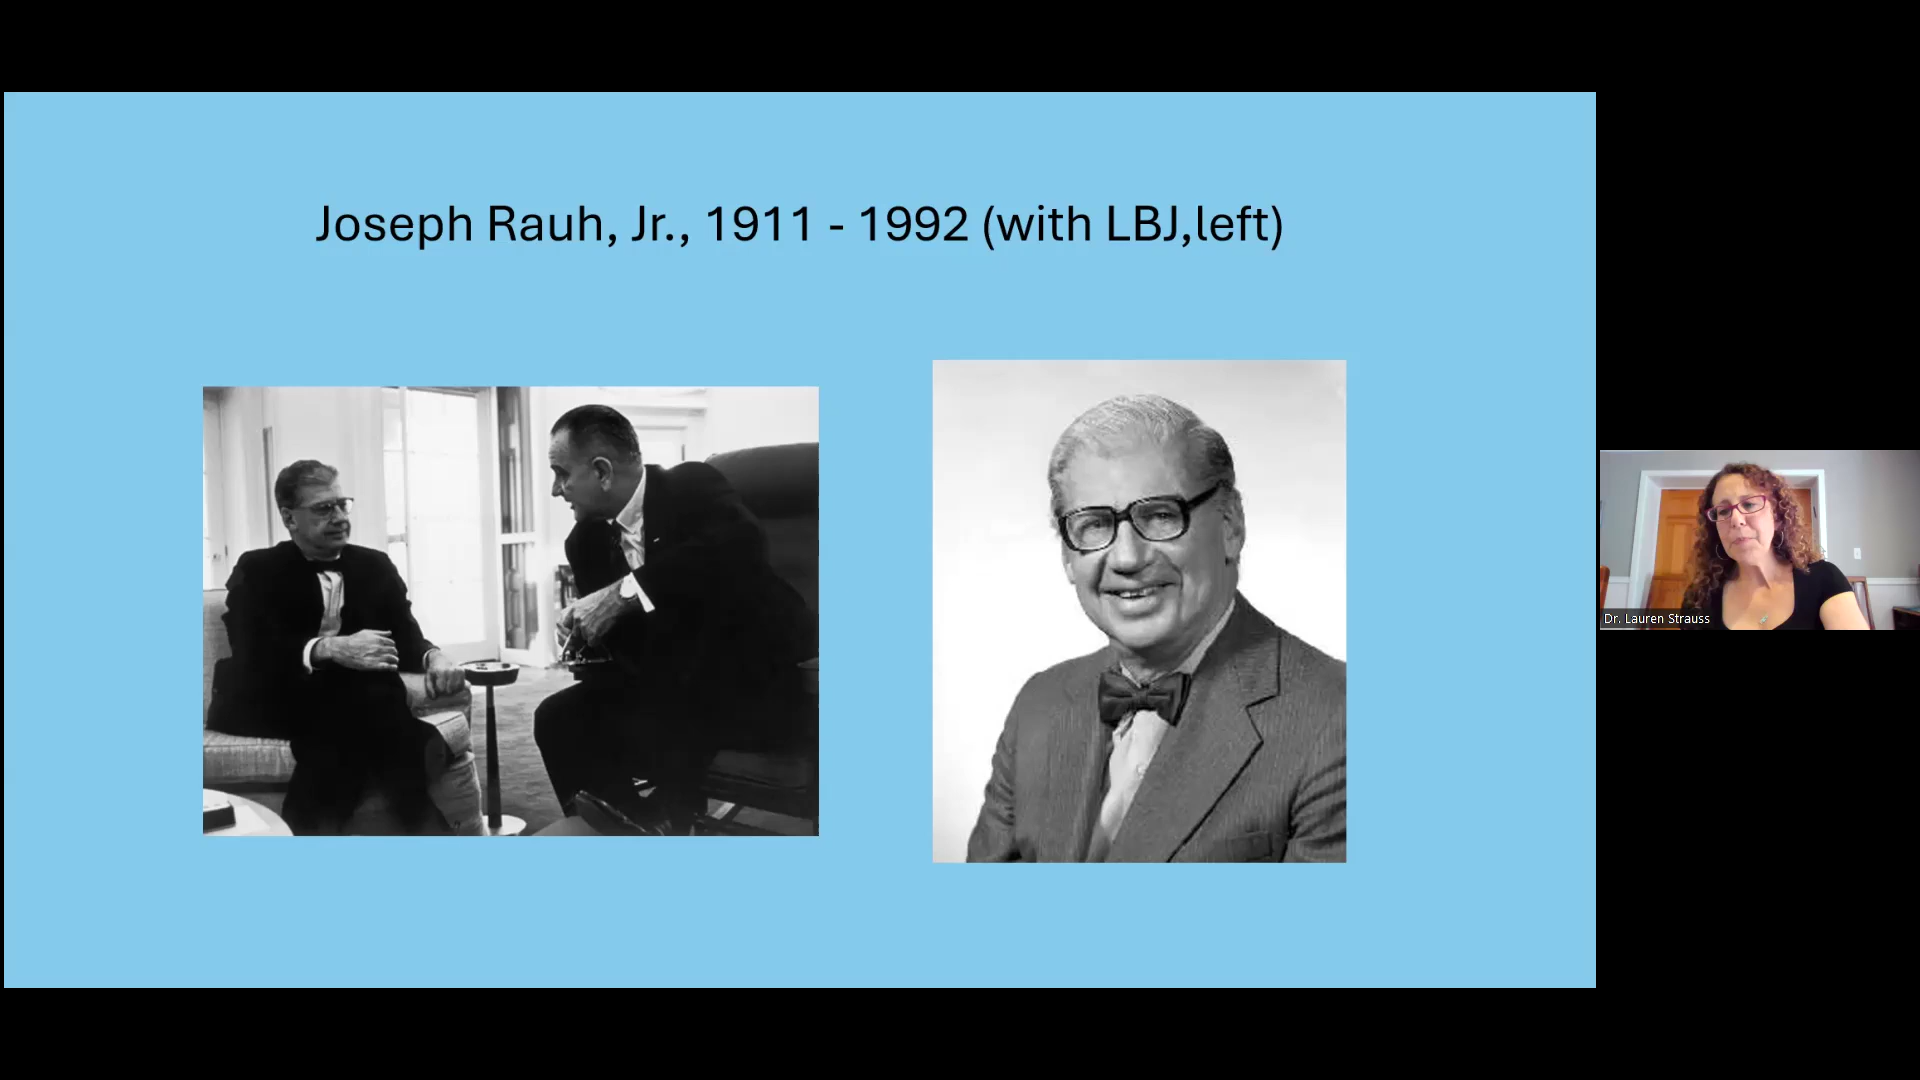 Joseph Rauh, Jr., 1911 - 1992 (with LBJ,left)
Dr. Lauren Strauss